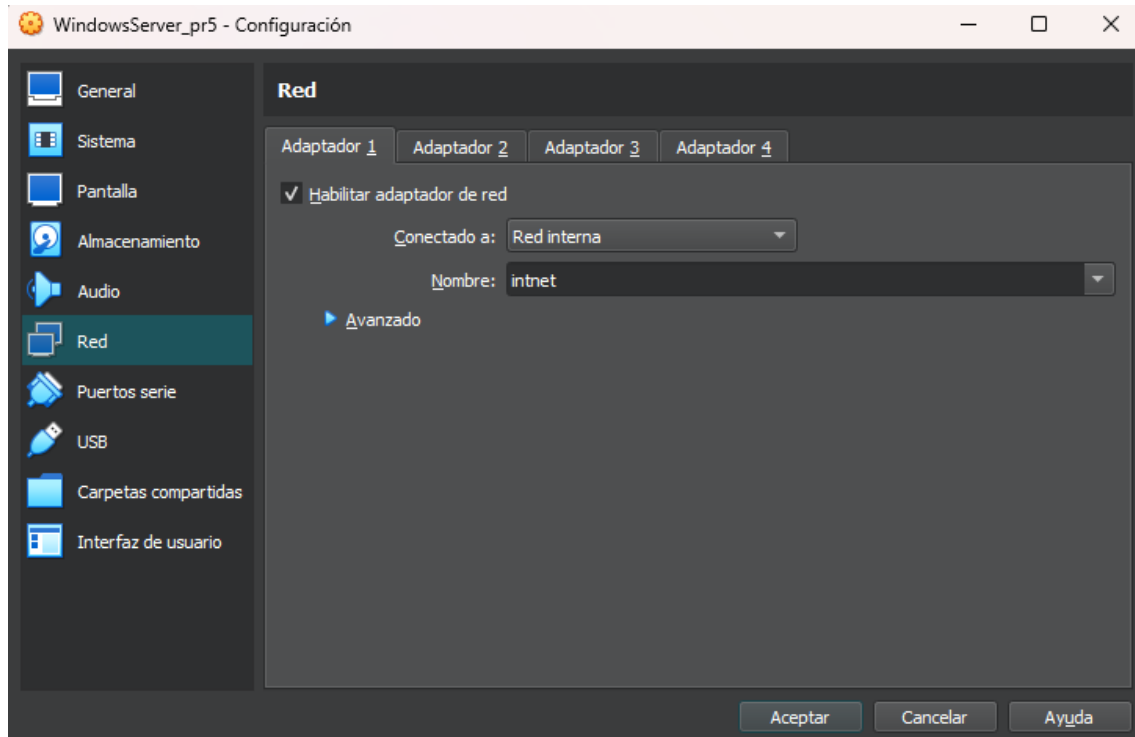 WindowsServer_pr5 - Configuración
General
Sistema
Pantalla
Almacenamiento
Audio
Red
Puertos serie
USB
Carpetas compartidas
Interfaz de usuario
Red
Adaptador 1 Adaptador 2 Adaptador 3 Adaptador 4
Habilitar adaptador de red
Conectado a: Red interna
Nombre: intnet
Avanzado
Aceptar Cancelar Ayuda